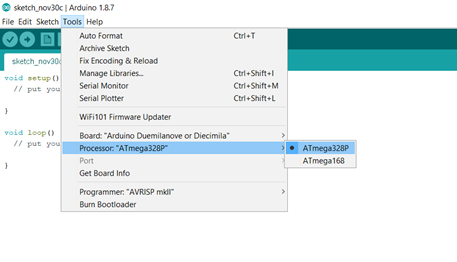 sketch_nov30c | Arduino 1.8.7
File Edit Sketch Tools Help
sketch_nov30c
Auto Format Ctrl+T
Archive Sketch
Fix Encoding & Reload
Manage Libraries... Ctrl+Shift+I
Serial Monitor Ctrl+Shift+M
Serial Plotter Ctrl+Shift+L
WiFi101 Firmware Updater
Board: "Arduino Duemilanove or Diecimila"
Processor: "ATmega328P"
Port
Get Board Info
Programmer: "AVRISP mkII"
Burn Bootloader
ATmega328P
ATmega168
void setup()
// put you
}
void loop()
// put you
}